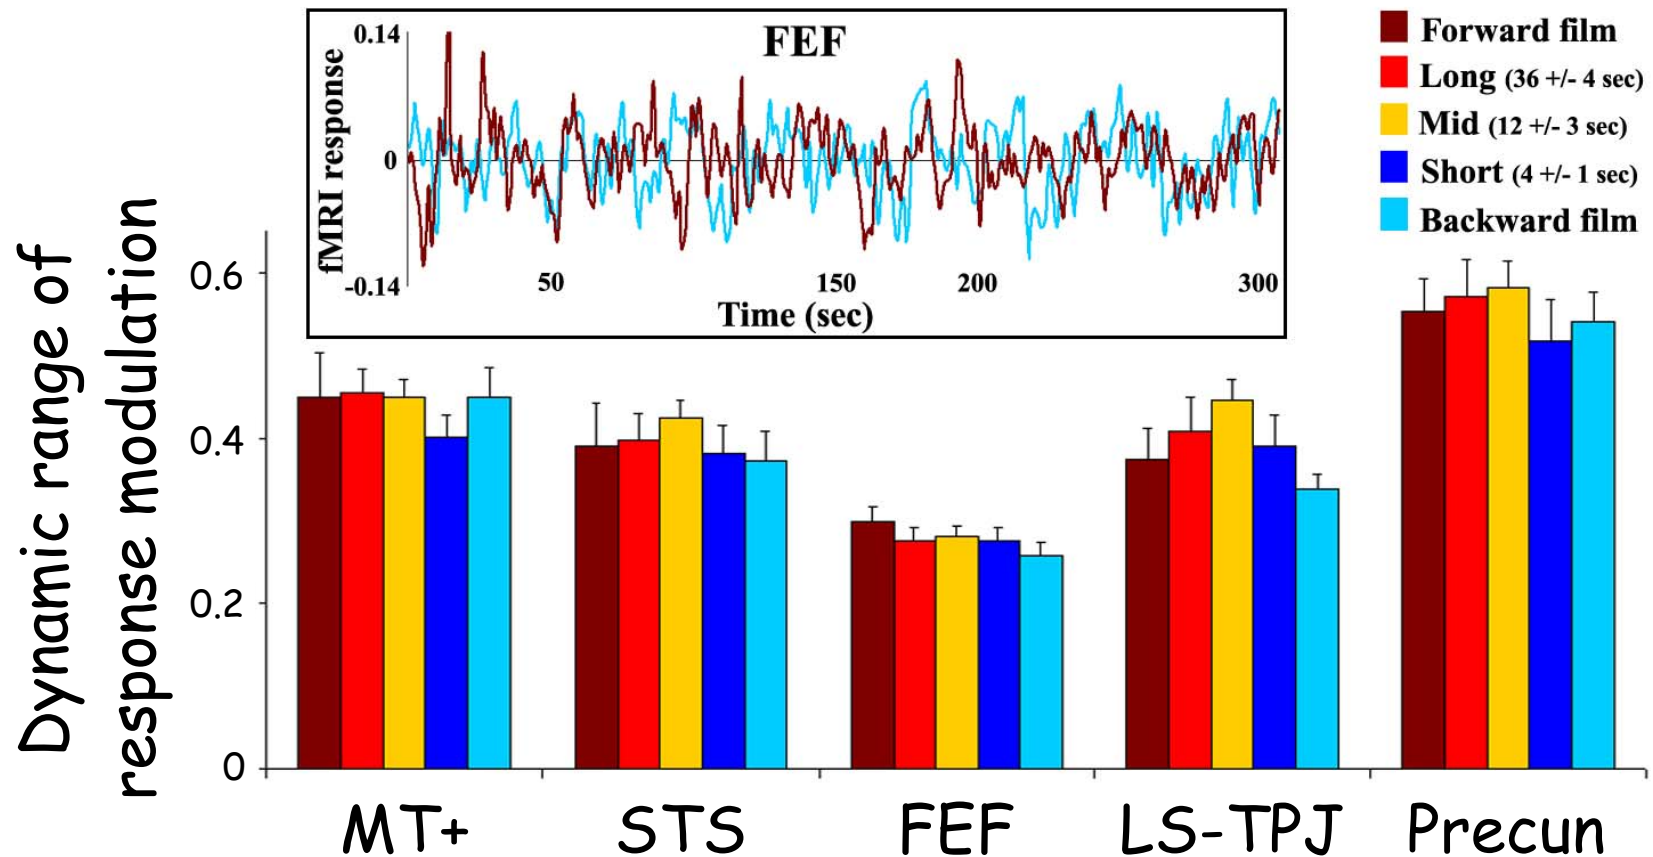 FEF
0.14
0
-0.14
fMRI response
50
150
200
300
Time (sec)
Forward film
Long (36 +/- 4 sec)
Mid (12 +/- 3 sec)
Short (4 +/- 1 sec)
Backward film
Dynamic range of
response modulation
0.6
0.4
0.2
0
MT+
STS
FEF
LS-TPJ
Precun